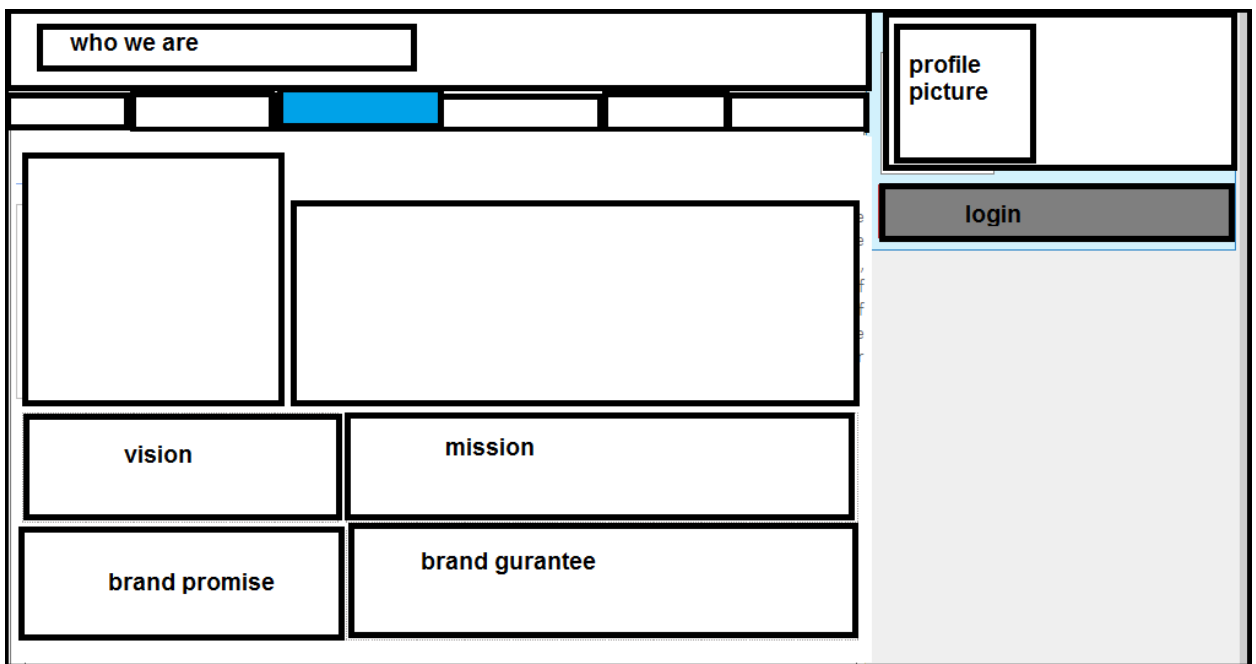 who we are
profile
picture
login
vision
mission
brand promise
brand gurantee